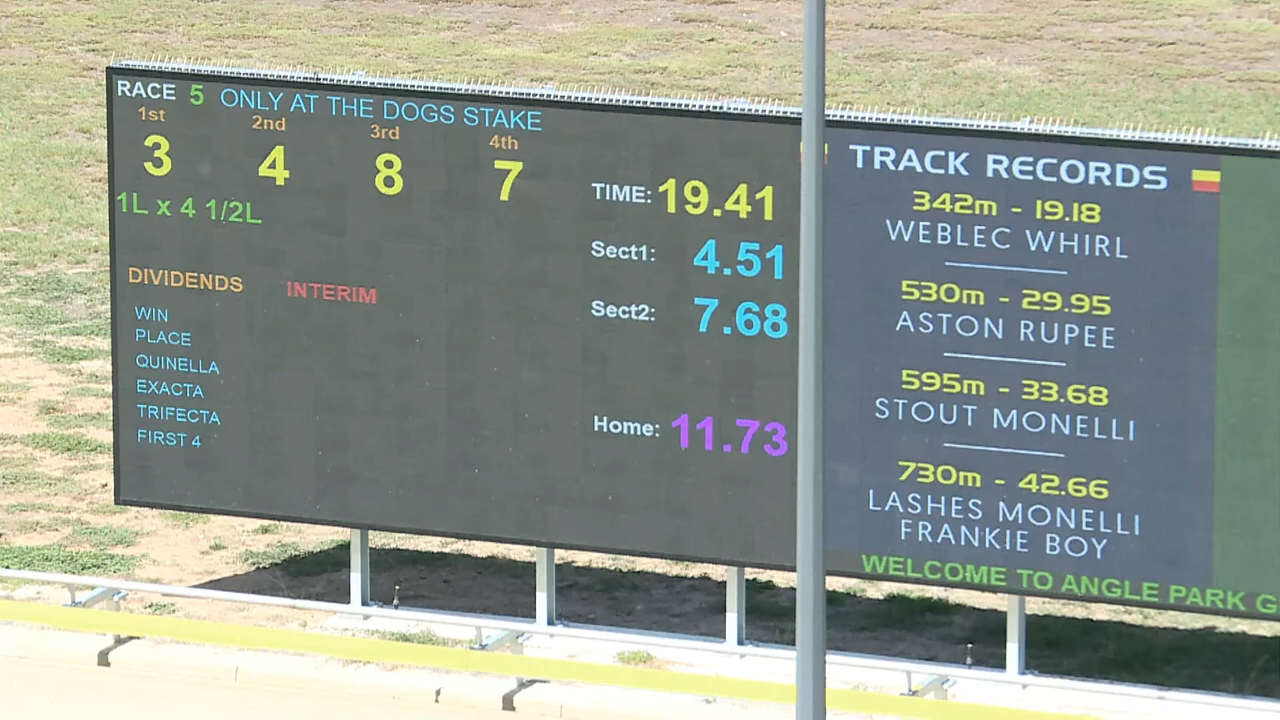 RACE 5 ONLY AT THE DOGS STAKE
1st 2nd 3rd 4th
3 4 8 7
1L x 4 1/2L
TIME: 19.41
Sect1: 4.51
Sect2: 7.68
Home: 11.73
DIVIDENDS INTERIM
WIN
PLACE
QUINELLA
EXACTA
TRIFECTA
FIRST 4
TRACK RECORDS
342m - 19.18
WEBLEC WHIRL
530m - 29.95
ASTON RUPEE
595m - 33.68
STOUT MONELLI
730m - 42.66
LASHES MONELLI
FRANKIE BOY
WELCOME TO ANGLE PARK G